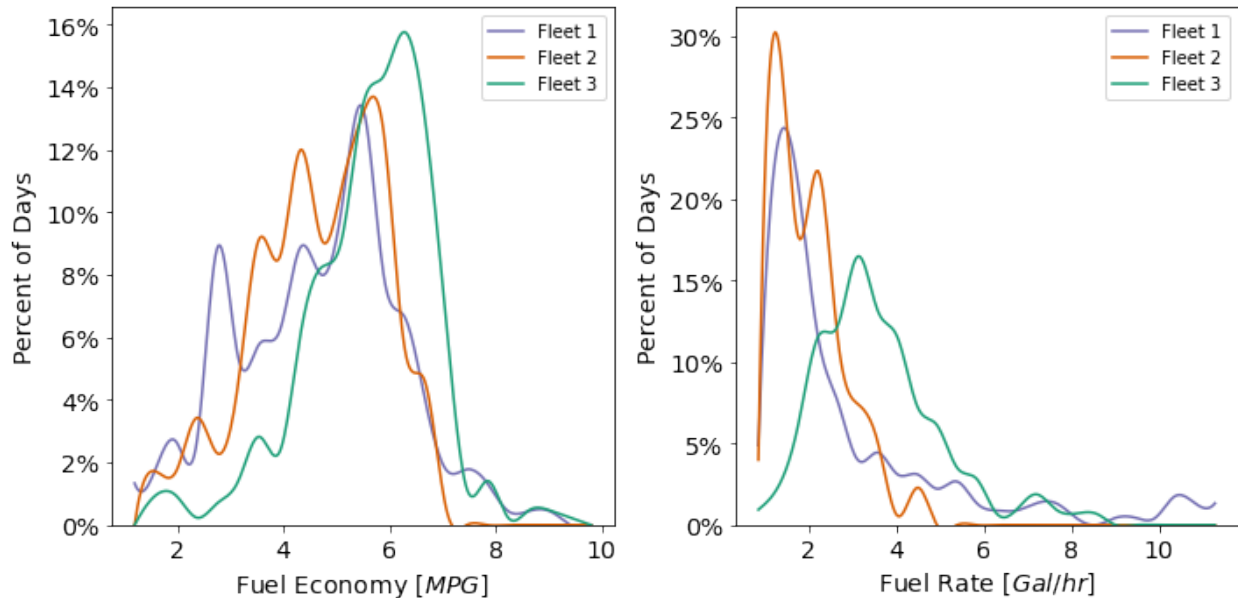 16%
14%
12%
10%
8%
6%
4%
2%
0%
Percent of Days
Fleet 1
Fleet 2
Fleet 3
2 4 6 8 10
Fuel Economy [MPG]
30%
25%
20%
15%
10%
5%
0%
Percent of Days
Fleet 1
Fleet 2
Fleet 3
2 4 6 8 10
Fuel Rate [Gal/hr]